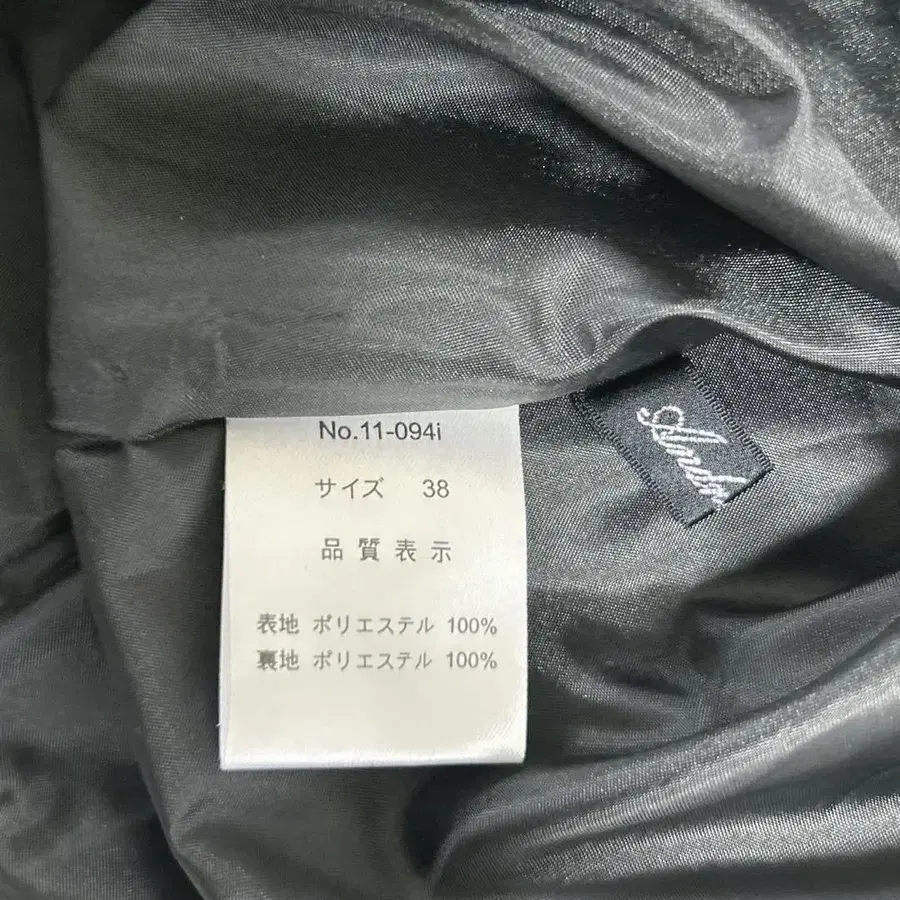 No.11-094i
サイズ 38
品質表示
表地 ポリエステル 100%
裏地 ポリエステル 100%